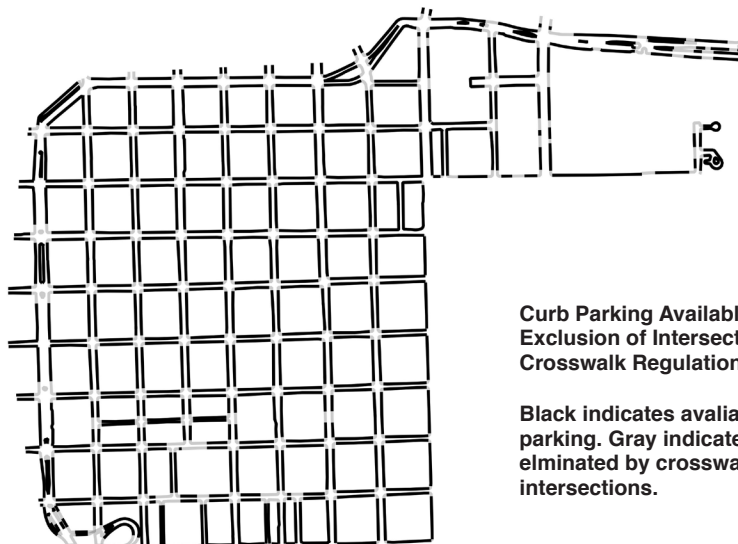 Curb Parking Availabl
Exclusion of Intersect
Crosswalk Regulation
Black indicates avalia
parking. Gray indicate
elminated by crosswa
intersections.